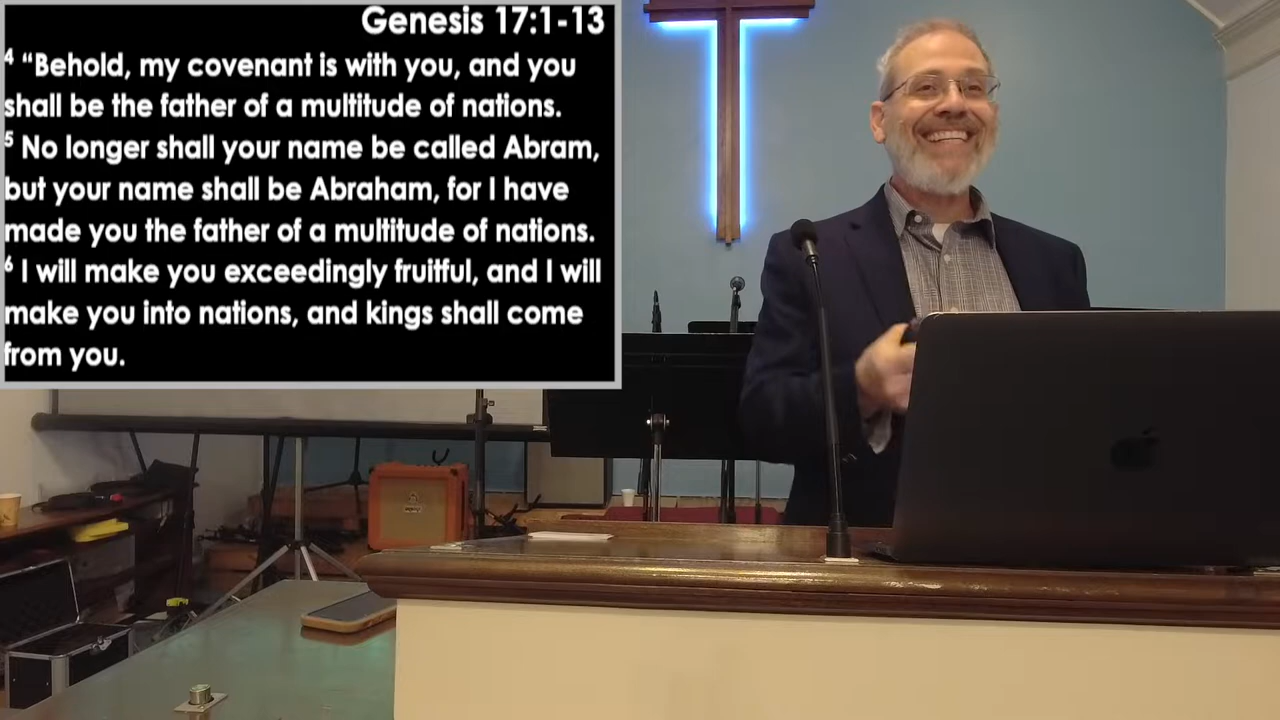 Genesis 17:1-13
4 “Behold, my covenant is with you, and you
shall be the father of a multitude of nations.
5 No longer shall your name be called Abram,
but your name shall be Abraham, for I have
made you the father of a multitude of nations.
6 I will make you exceedingly fruitful, and I will
make you into nations, and kings shall come
from you.